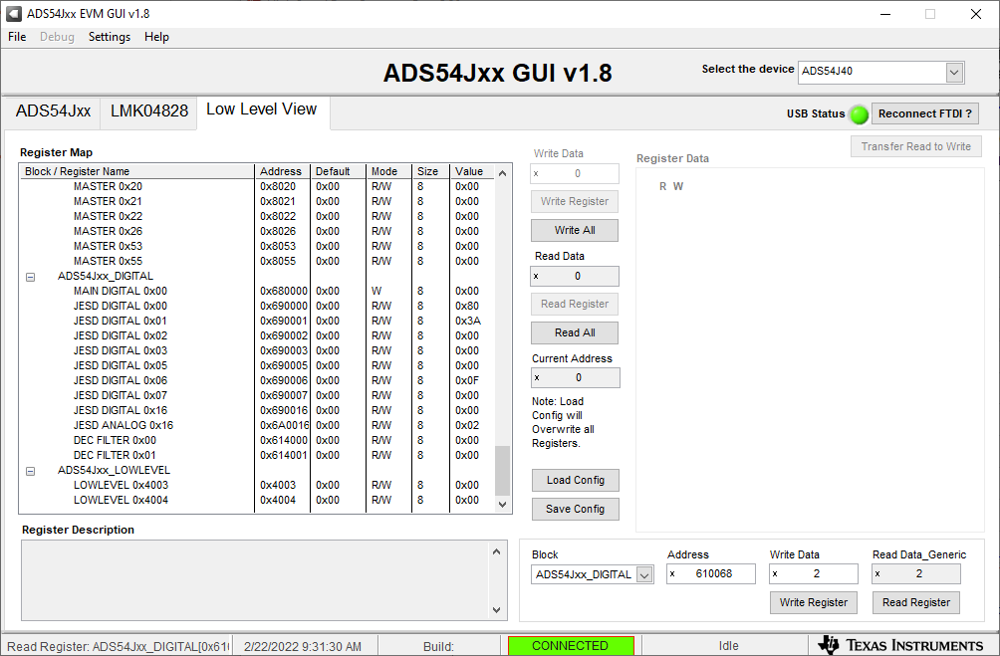 ADS54Jxx EVM GUI v1.8
File Debug Settings Help
ADS54Jxx GUI v1.8
Select the device ADS54J40
ADS54Jxx LMK04828 Low Level View
USB Status Reconnect FTDI ?
Transfer Read to Write
Register Map
Block / Register Name Address Default Mode Size Value
MASTER 0x20 0x8020 0x00 R/W 8 0x00
MASTER 0x21 0x8021 0x00 R/W 8 0x00
MASTER 0x22 0x8022 0x00 R/W 8 0x00
MASTER 0x26 0x8026 0x00 R/W 8 0x00
MASTER 0x53 0x8053 0x00 R/W 8 0x00
MASTER 0x55 0x8055 0x00 R/W 8 0x00
ADS54Jxx_DIGITAL
MAIN DIGITAL 0x00 0x680000 0x00 W 8 0x00
JESD DIGITAL 0x00 0x690000 0x00 R/W 8 0x80
JESD DIGITAL 0x01 0x690001 0x00 R/W 8 0x3A
JESD DIGITAL 0x02 0x690002 0x00 R/W 8 0x00
JESD DIGITAL 0x03 0x690003 0x00 R/W 8 0x00
JESD DIGITAL 0x05 0x690005 0x00 R/W 8 0x00
JESD DIGITAL 0x06 0x690006 0x00 R/W 8 0x0F
JESD DIGITAL 0x07 0x690007 0x00 R/W 8 0x00
JESD DIGITAL 0x16 0x690016 0x00 R/W 8 0x00
JESD ANALOG 0x16 0x6A0016 0x00 R/W 8 0x02
DEC FILTER 0x00 0x614000 0x00 R/W 8 0x00
DEC FILTER 0x01 0x614001 0x00 R/W 8 0x00
ADS54Jxx_LOWLEVEL
LOWLEVEL 0x4003 0x4003 0x00 R/W 8 0x00
LOWLEVEL 0x4004 0x4004 0x00 R/W 8 0x00
Register Description
Write Data
x 0
Write Register
Write All
Read Data
x 0
Read Register
Read All
Current Address
x 0
Note: Load
Config will
Overwrite all
Registers.
Load Config
Save Config
Register Data
R W
Block Address Write Data Read Data_Generic
ADS54Jxx_DIGITAL x 610068 x 2 x 2
Write Register Read Register
Read Register: ADS54Jxx_DIGITAL[0x61 2/22/2022 9:31:30 AM Build: CONNECTED Idle TEXAS INSTRUMENTS